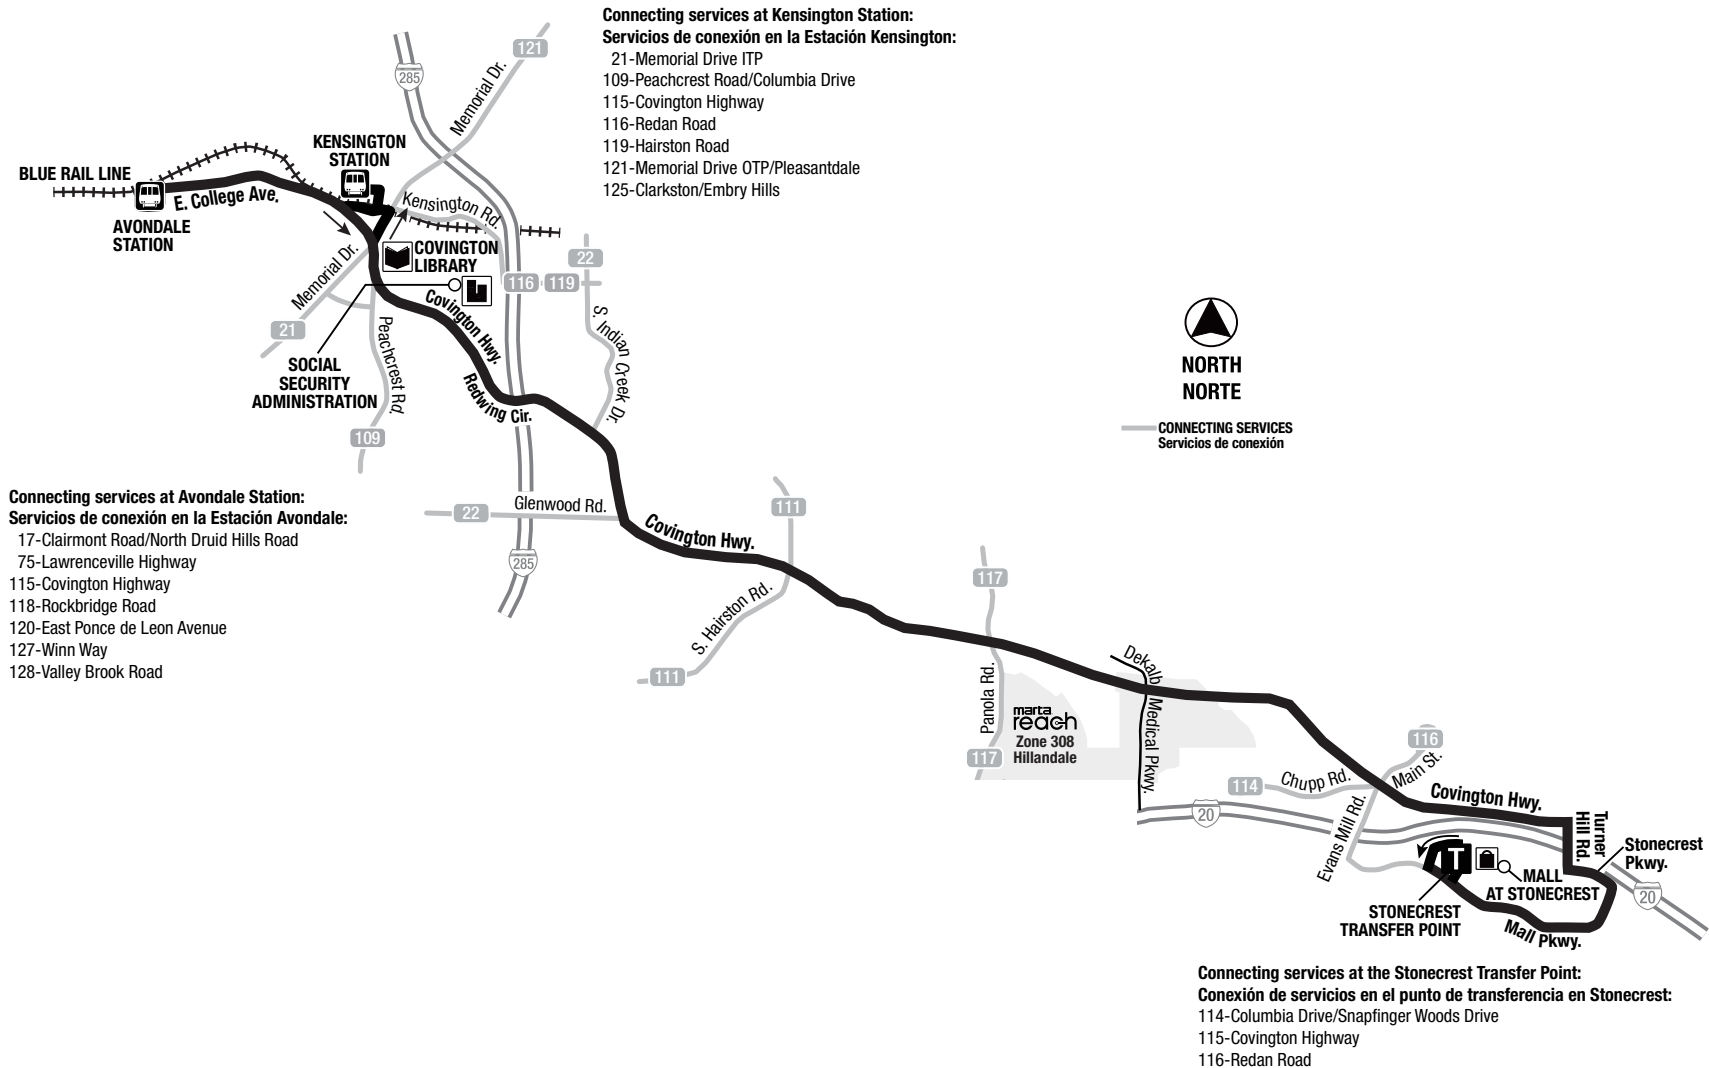 Connecting services at Kensington Station:
Servicios de conexión en la Estación Kensington:
21-Memorial Drive ITP
109-Peachcrest Road/Columbia Drive
115-Covington Highway
116-Redan Road
119-Hairston Road
121-Memorial Drive OTP/Pleasantdale
125-Clarkston/Embry Hills
121
285
Memorial Dr.
KENSINGTON
STATION
BLUE RAIL LINE
E. College Ave.
AVONDALE
STATION
Kensington Rd.
COVINGTON
LIBRARY
Memorial Dr.
21
22
116
119
S. Indian Creek Dr.
Covington Hwy.
Peachcrest Rd.
SOCIAL
SECURITY
ADMINISTRATION
Redwing Cir.
109
NORTH
NORTE
CONNECTING SERVICES
Servicios de conexión
Connecting services at Avondale Station:
Servicios de conexión en la Estación Avondale:
17-Clairmont Road/North Druid Hills Road
75-Lawrenceville Highway
115-Covington Highway
118-Rockbridge Road
120-East Ponce de Leon Avenue
127-Winn Way
128-Valley Brook Road
22
Glenwood Rd.
285
Covington Hwy.
111
S. Hairston Rd.
111
117
Panola Rd.
117
marta
reach
Zone 308
Hillandale
Dekalb Medical Pkwy.
20
114
Chupp Rd.
116
Main St.
Evans Mill Rd.
Covington Hwy.
Turner
Hill Rd.
Stonecrest
Pkwy.
T
MALL
AT STONECREST
20
STONECREST
TRANSFER POINT
Mall Pkwy.
Connecting services at the Stonecrest Transfer Point:
Conexión de servicios en el punto de transferencia en Stonecrest:
114-Columbia Drive/Snapfinger Woods Drive
115-Covington Highway
116-Redan Road